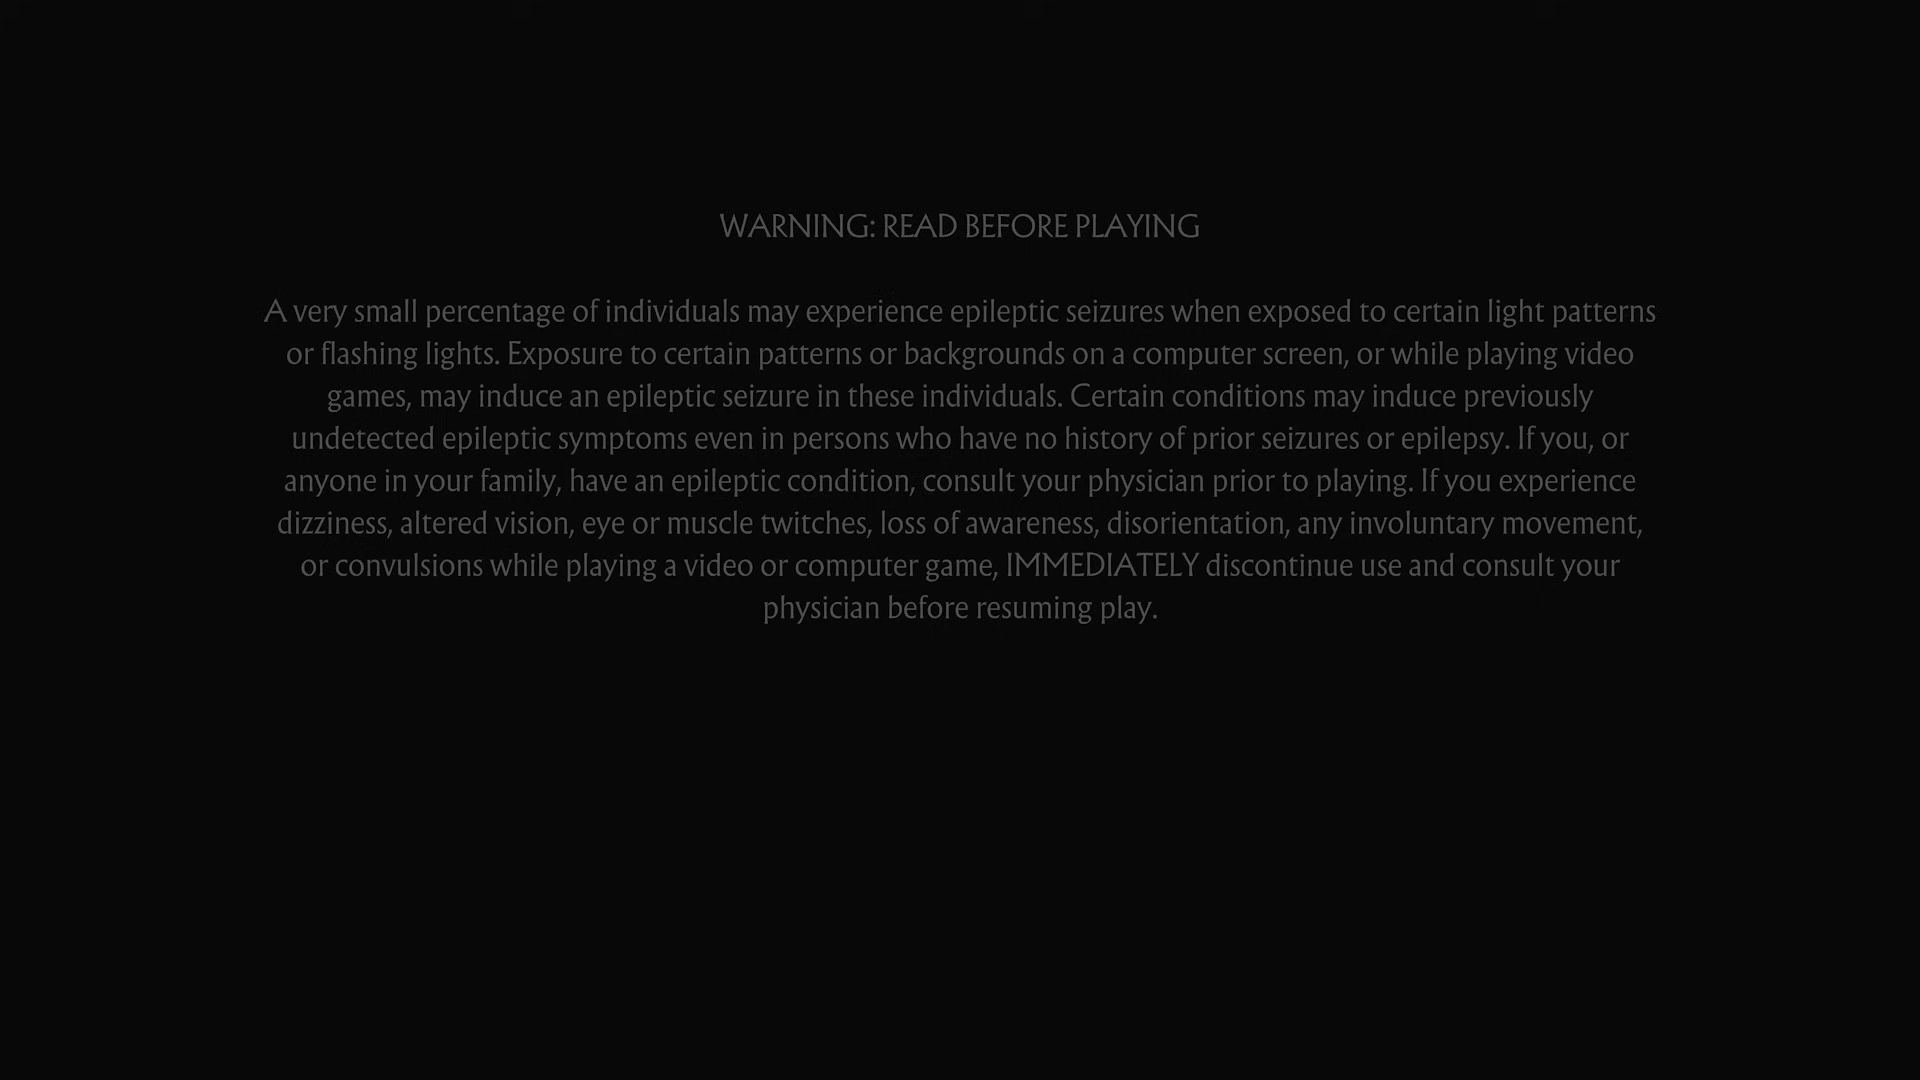 WARNING: READ BEFORE PLAYING
A very small percentage of individuals may experience epileptic seizures when exposed to certain light patterns
or flashing lights. Exposure to certain patterns or backgrounds on a computer screen, or while playing video
games, may induce an epileptic seizure in these individuals. Certain conditions may induce previously
undetected epileptic symptoms even in persons who have no history of prior seizures or epilepsy. If you, or
anyone in your family, have an epileptic condition, consult your physician prior to playing. If you experience
dizziness, altered vision, eye or muscle twitches, loss of awareness, disorientation, any involuntary movement,
or convulsions while playing a video or computer game, IMMEDIATELY discontinue use and consult your
physician before resuming play.